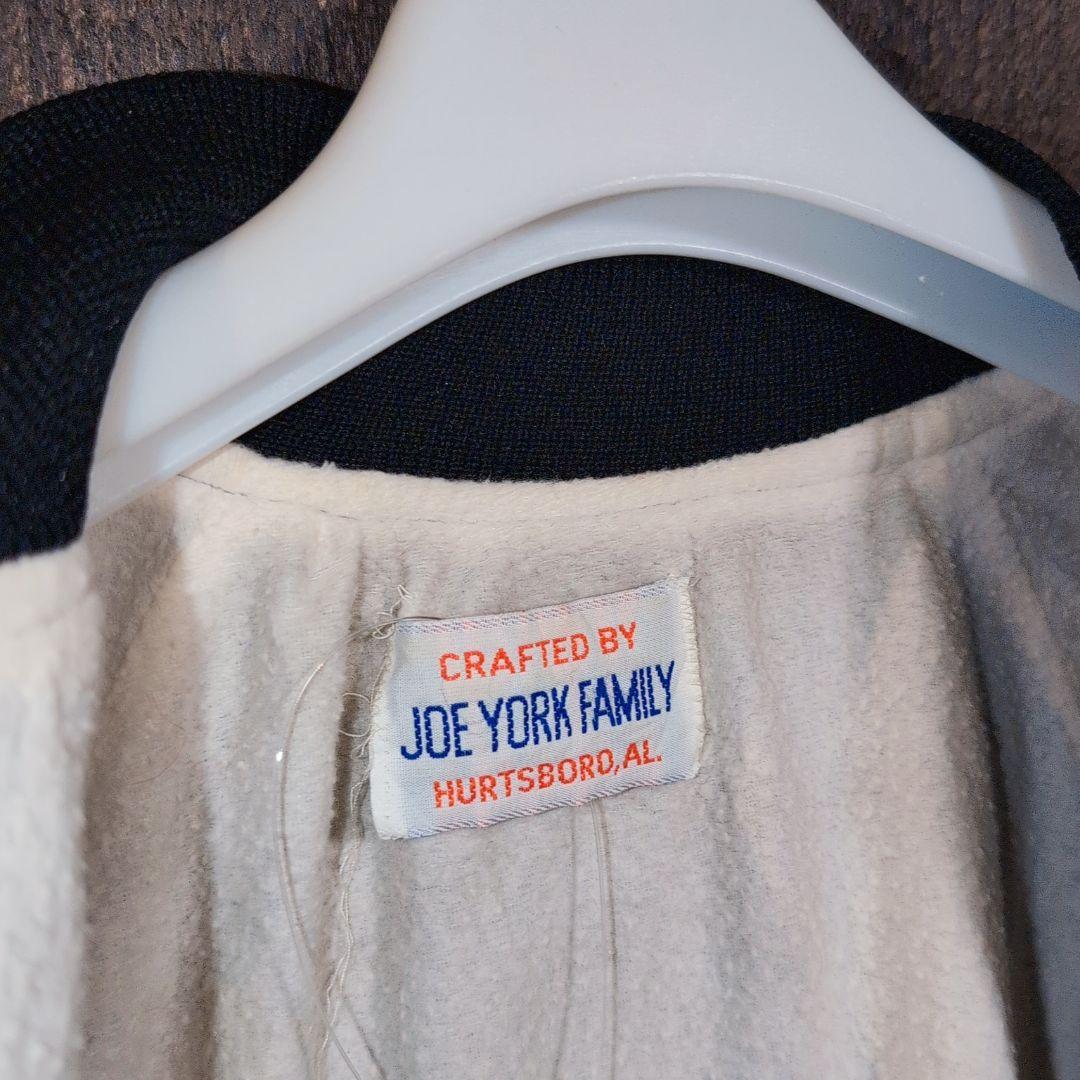 CRAFTED BY
JOE YORK FAMILY
HURTSBORO, AL.